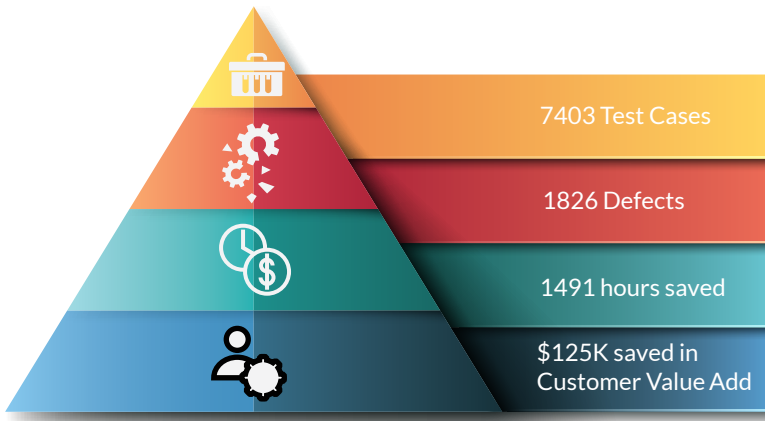 7403 Test Cases
1826 Defects
1491 hours saved
$125K saved in
Customer Value Add